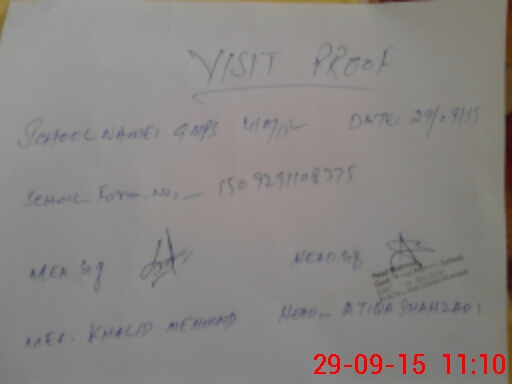 VISIT PROOF
SCHOOL NAME: GMPS DATE: 29/09/15
SCHOOL Form. No,_ 1509291108375
MEA Sig HEAD. Sig
MEA- KHALID MEHMOOD HEAD,_ ATIQA SHAHZADI
29-09-15 11:10